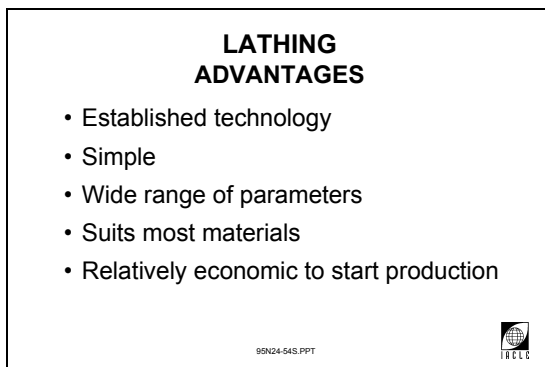 LATHING
ADVANTAGES
• Established technology
• Simple
• Wide range of parameters
• Suits most materials
• Relatively economic to start production
95N24-54S.PPT
IACLE